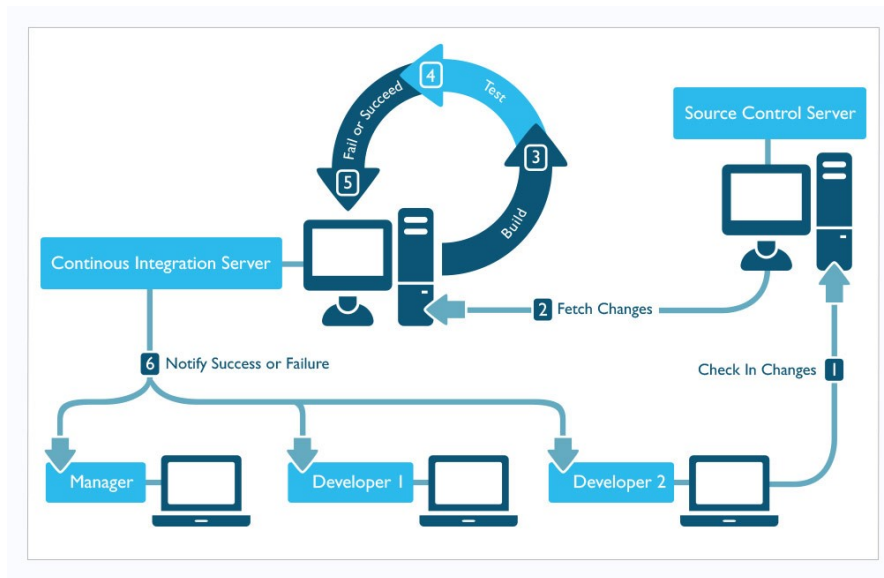 4
Test
Fail or Succeed
3
5
Build
Source Control Server
Continous Integration Server
2 Fetch Changes
6 Notify Success or Failure
Check In Changes 1
Manager
Developer 1
Developer 2